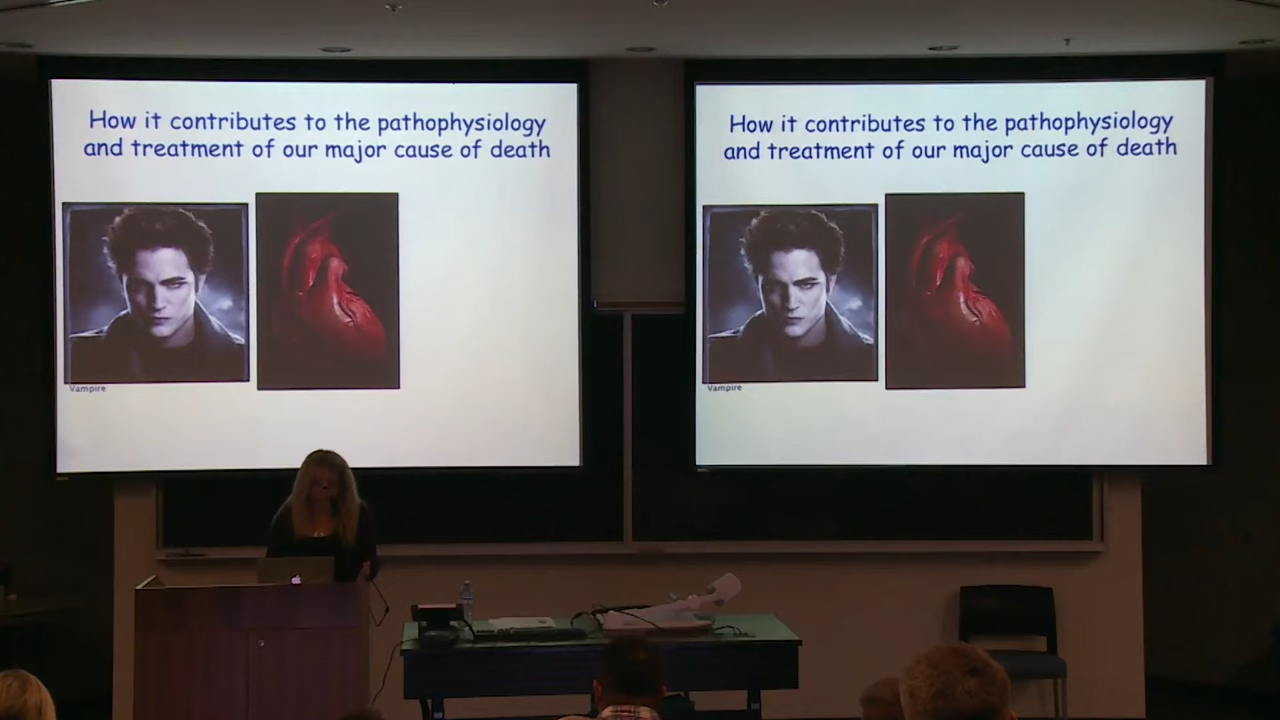 How it contributes to the pathophysiology
and treatment of our major cause of death
Vampire
How it contributes to the pathophysiology
and treatment of our major cause of death
Vampire